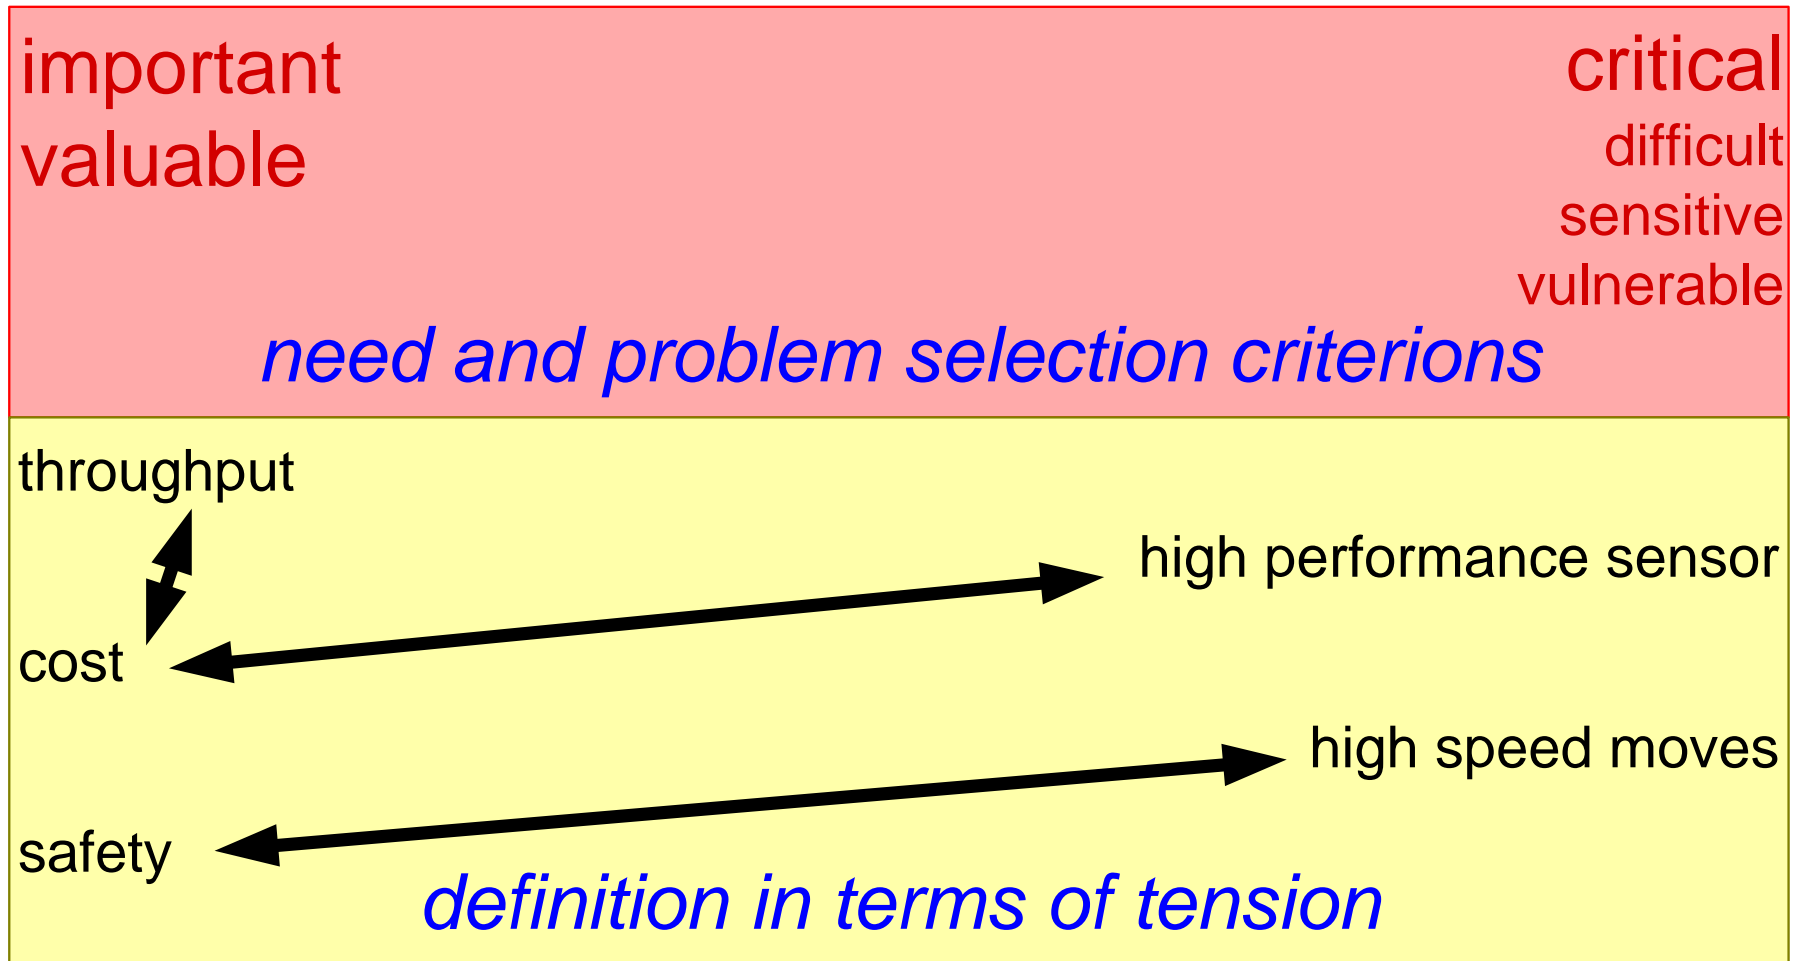 important
valuable
critical
difficult
sensitive
vulnerable
need and problem selection criterions
throughput
high performance sensor
cost
high speed moves
safety
definition in terms of tension